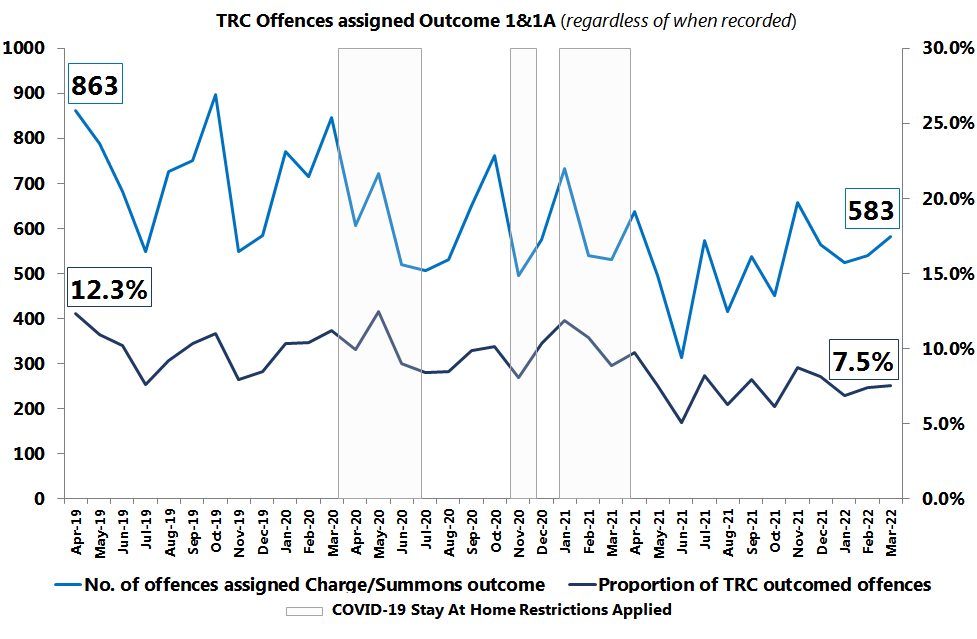 TRC Offences assigned Outcome 1&1A (regardless of when recorded)
1000
900
800
700
600
500
400
300
200
100
0
863
12.3%
583
7.5%
30.0%
25.0%
20.0%
15.0%
10.0%
5.0%
0.0%
Apr-19
May-19
Jun-19
Jul-19
Aug-19
Sep-19
Oct-19
Nov-19
Dec-19
Jan-20
Feb-20
Mar-20
Apr-20
May-20
Jun-20
Jul-20
Aug-20
Sep-20
Oct-20
Nov-20
Dec-20
Jan-21
Feb-21
Mar-21
Apr-21
May-21
Jun-21
Jul-21
Aug-21
Sep-21
Oct-21
Nov-21
Dec-21
Jan-22
Feb-22
Mar-22
No. of offences assigned Charge/Summons outcome
Proportion of TRC outcomed offences
COVID-19 Stay At Home Restrictions Applied